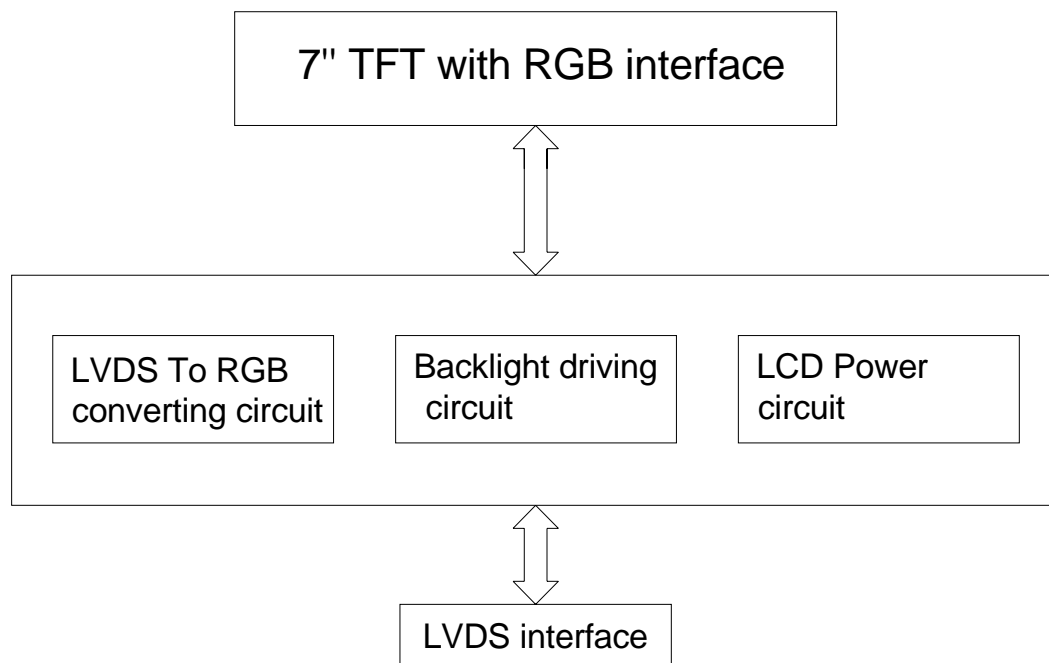 7" TFT with RGB interface
LVDS To RGB
converting circuit
Backlight driving
circuit
LCD Power
circuit
LVDS interface